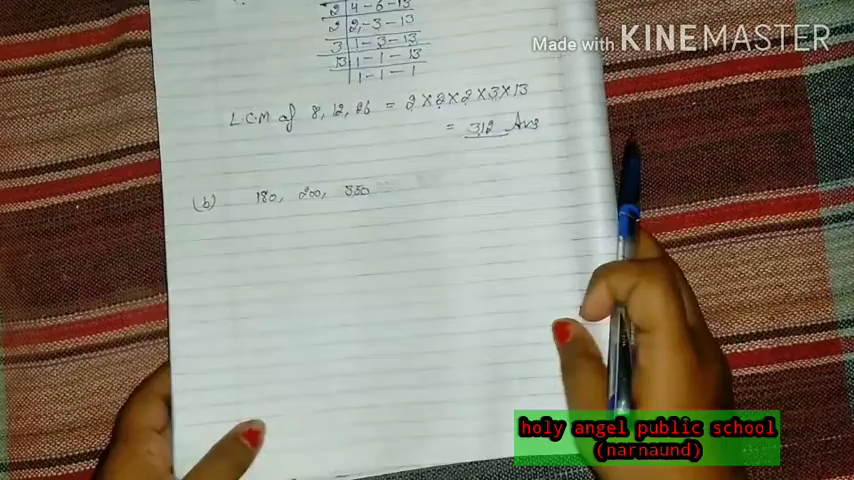 2 | 4 - 6 - 13
2 | 2, - 3 - 13
3 | 1 - 3 - 13
13 | 1 - 1 - 13
1 - 1 - 1
L.C.M of 8, 12, 26 = 2 X 2 X 2 X 3 X 13
= 312 Ans
(b) 180, 200, 350
Made with KINEMASTER
holy angel public school
(narnaund)